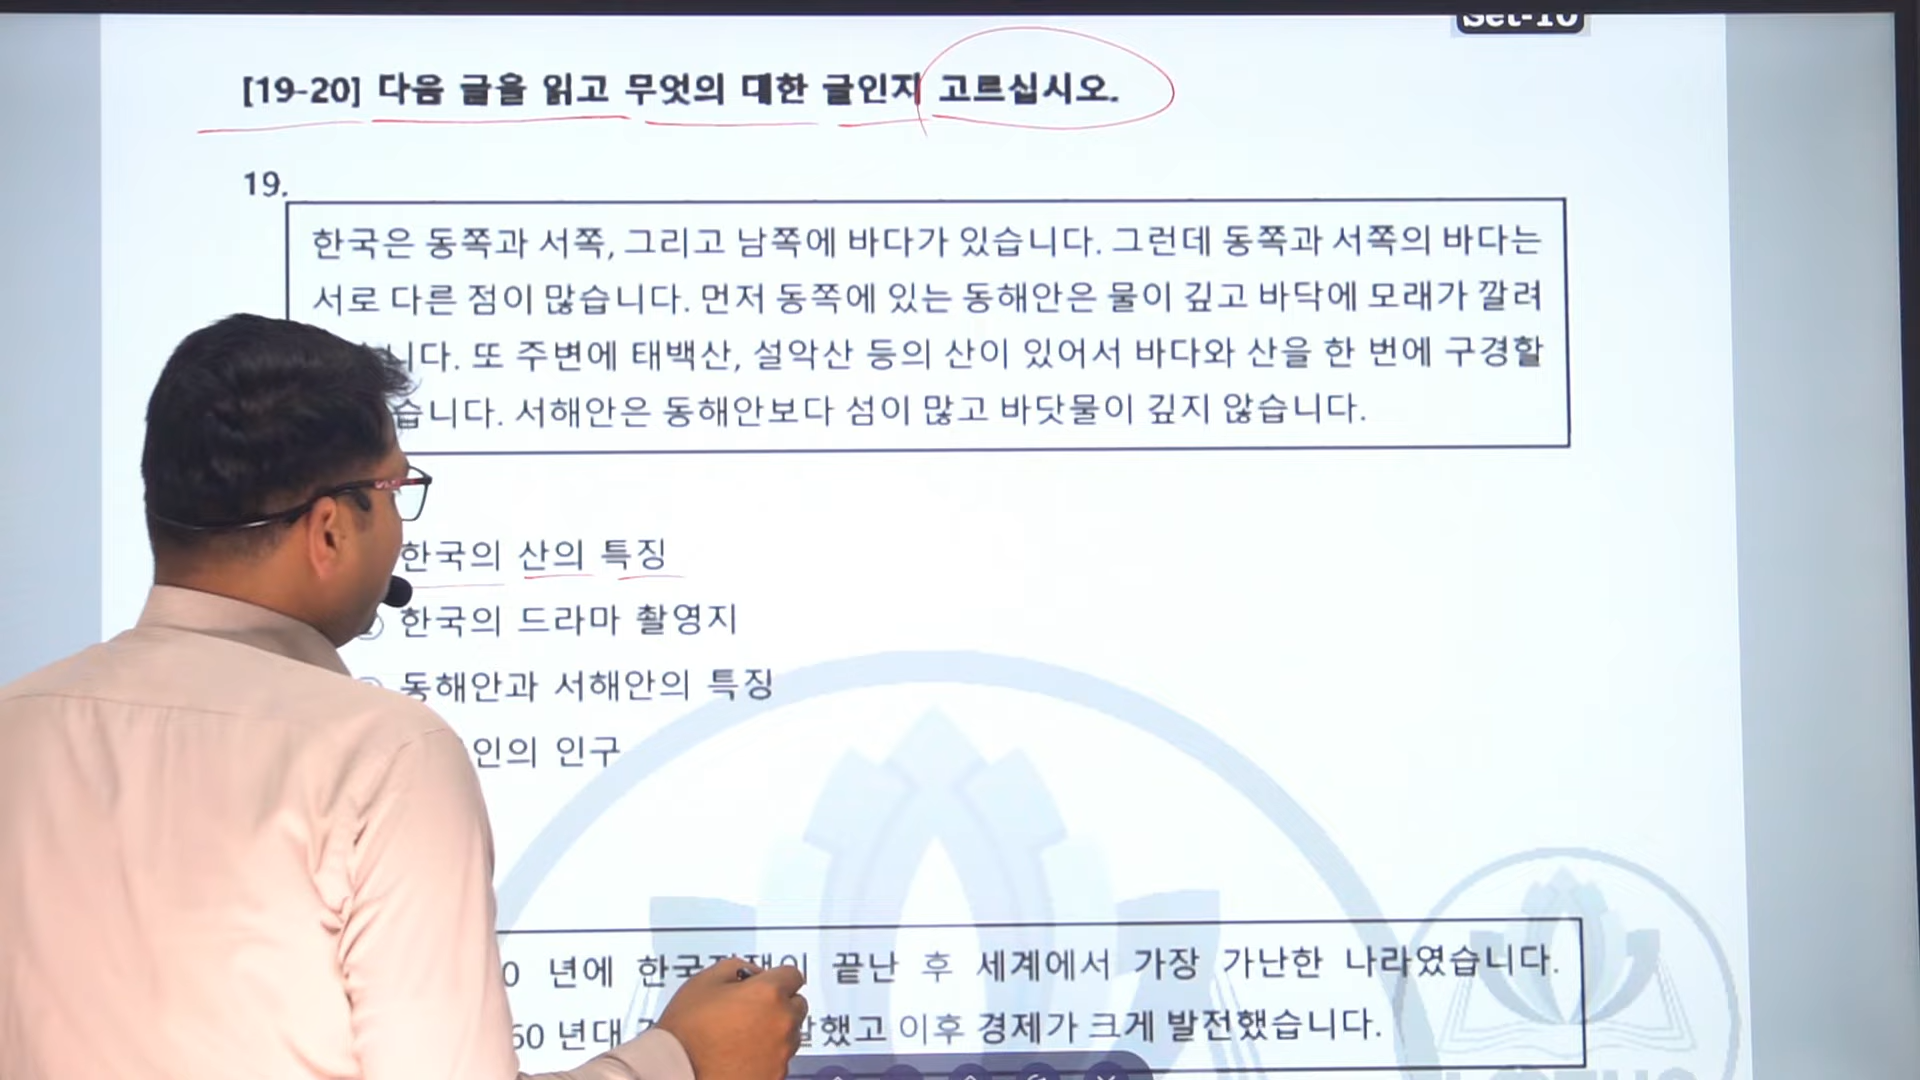 Set-10
[19-20] 다음 글을 읽고 무엇의 대한 글인지 고르십시오.
19.
한국은 동쪽과 서쪽, 그리고 남쪽에 바다가 있습니다. 그런데 동쪽과 서쪽의 바다는
서로 다른 점이 많습니다. 먼저 동쪽에 있는 동해안은 물이 깊고 바닥에 모래가 깔려
니다. 또 주변에 태백산, 설악산 등의 산이 있어서 바다와 산을 한 번에 구경할
습니다. 서해안은 동해안보다 섬이 많고 바닷물이 깊지 않습니다.
한국의 산의 특징
한국의 드라마 촬영지
동해안과 서해안의 특징
인의 인구
0 년에 한국전쟁이 끝난 후 세계에서 가장 가난한 나라였습니다.
60 년대 했고 이후 경제가 크게 발전했습니다.